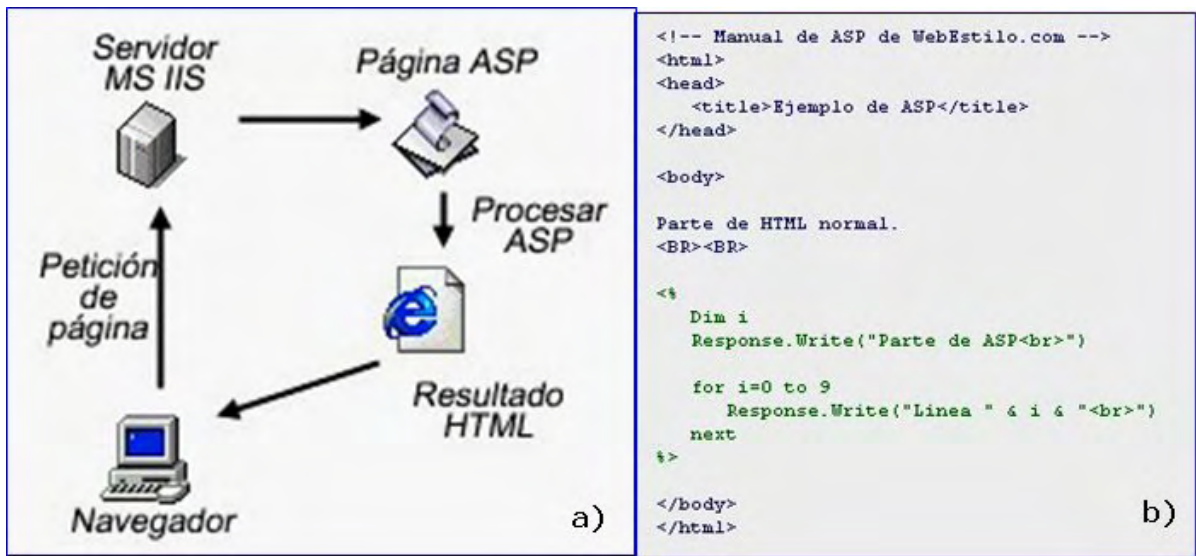 Servidor
MS IIS
Página ASP
Procesar
ASP
Petición
de
página
Resultado
HTML
Navegador
a)
<!-- Manual de ASP de WebEstilo.com -->
<html>
<head>
   <title>Ejemplo de ASP</title>
</head>
<body>
Parte de HTML normal.
<BR><BR>
<%
   Dim i
   Response.Write("Parte de ASP<br>")
   for i=0 to 9
      Response.Write("Linea " & i & "<br>")
   next
%>
</body>
</html>
b)